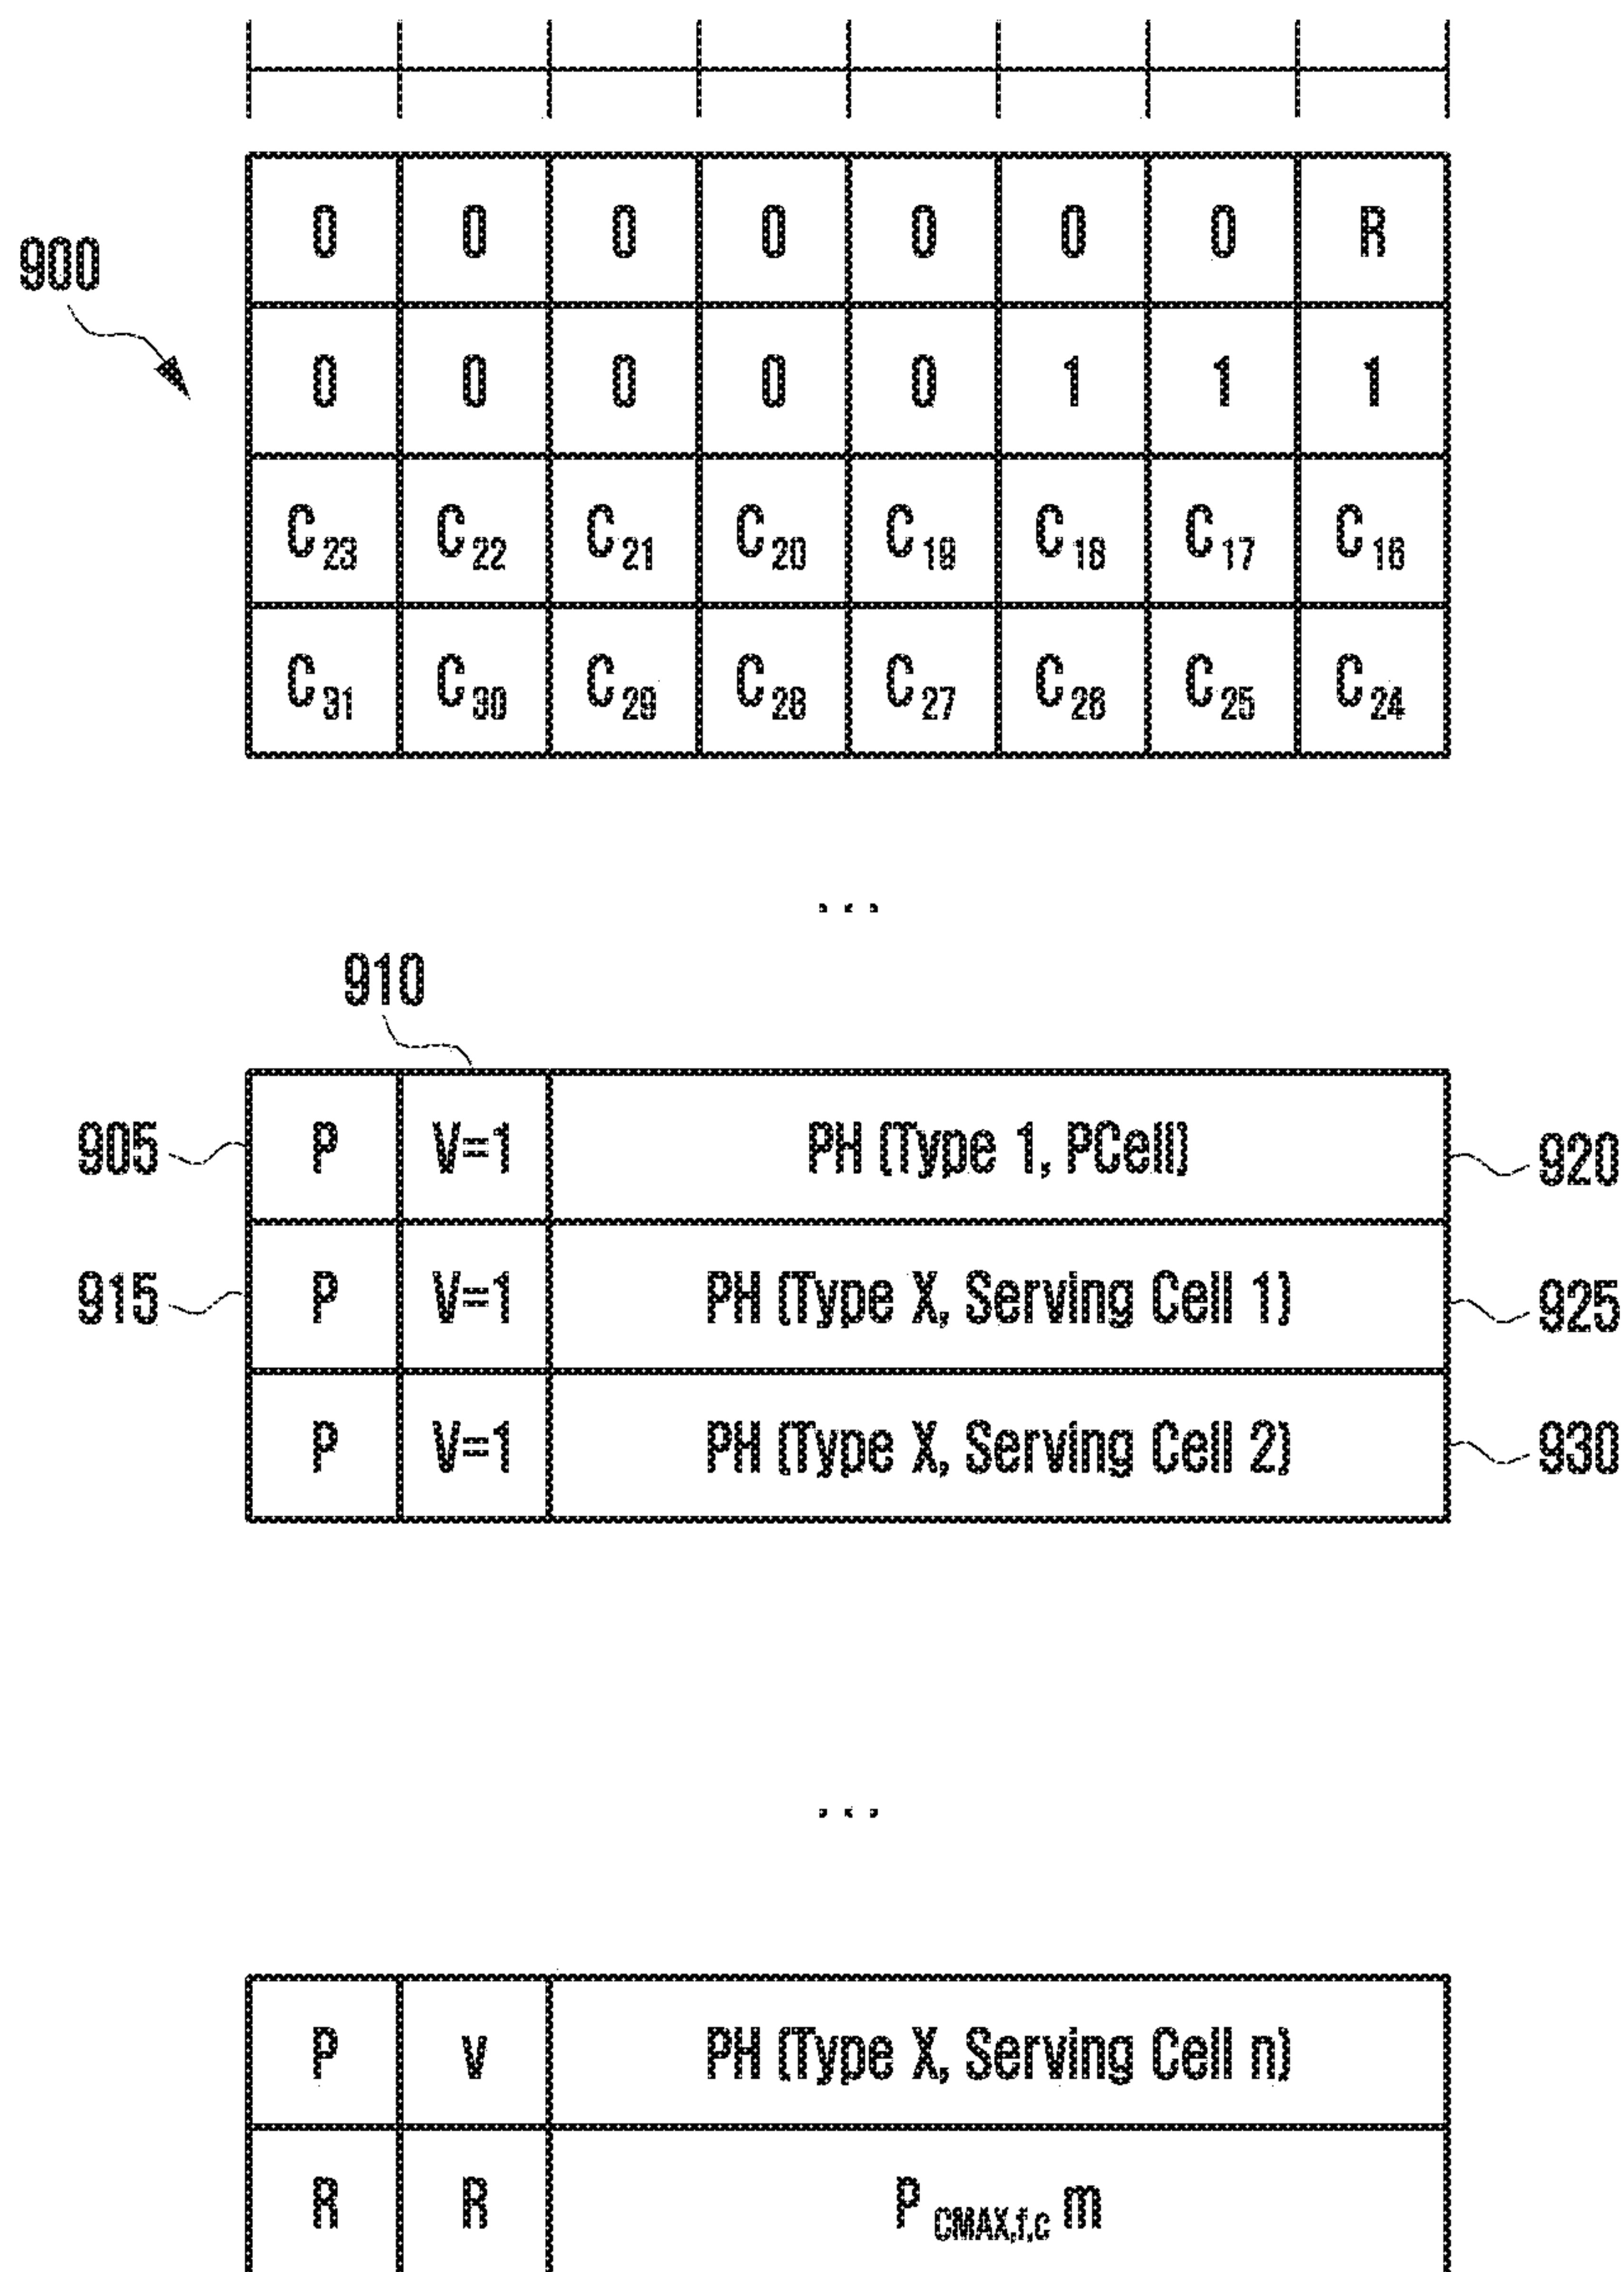 0 0 0 0 0 0 0 R
900
0 0 0 0 0 1 1 1
C23 C22 C21 C20 C19 C18 C17 C16
C31 C30 C29 C28 C27 C26 C25 C24
...
910
905 P V=1 PH (Type 1, PCell) 920
915 P V=1 PH (Type X, Serving Cell 1) 925
P V=1 PH (Type X, Serving Cell 2) 930
...
P V PH (Type X, Serving Cell n)
R R P CMAX,f,c m